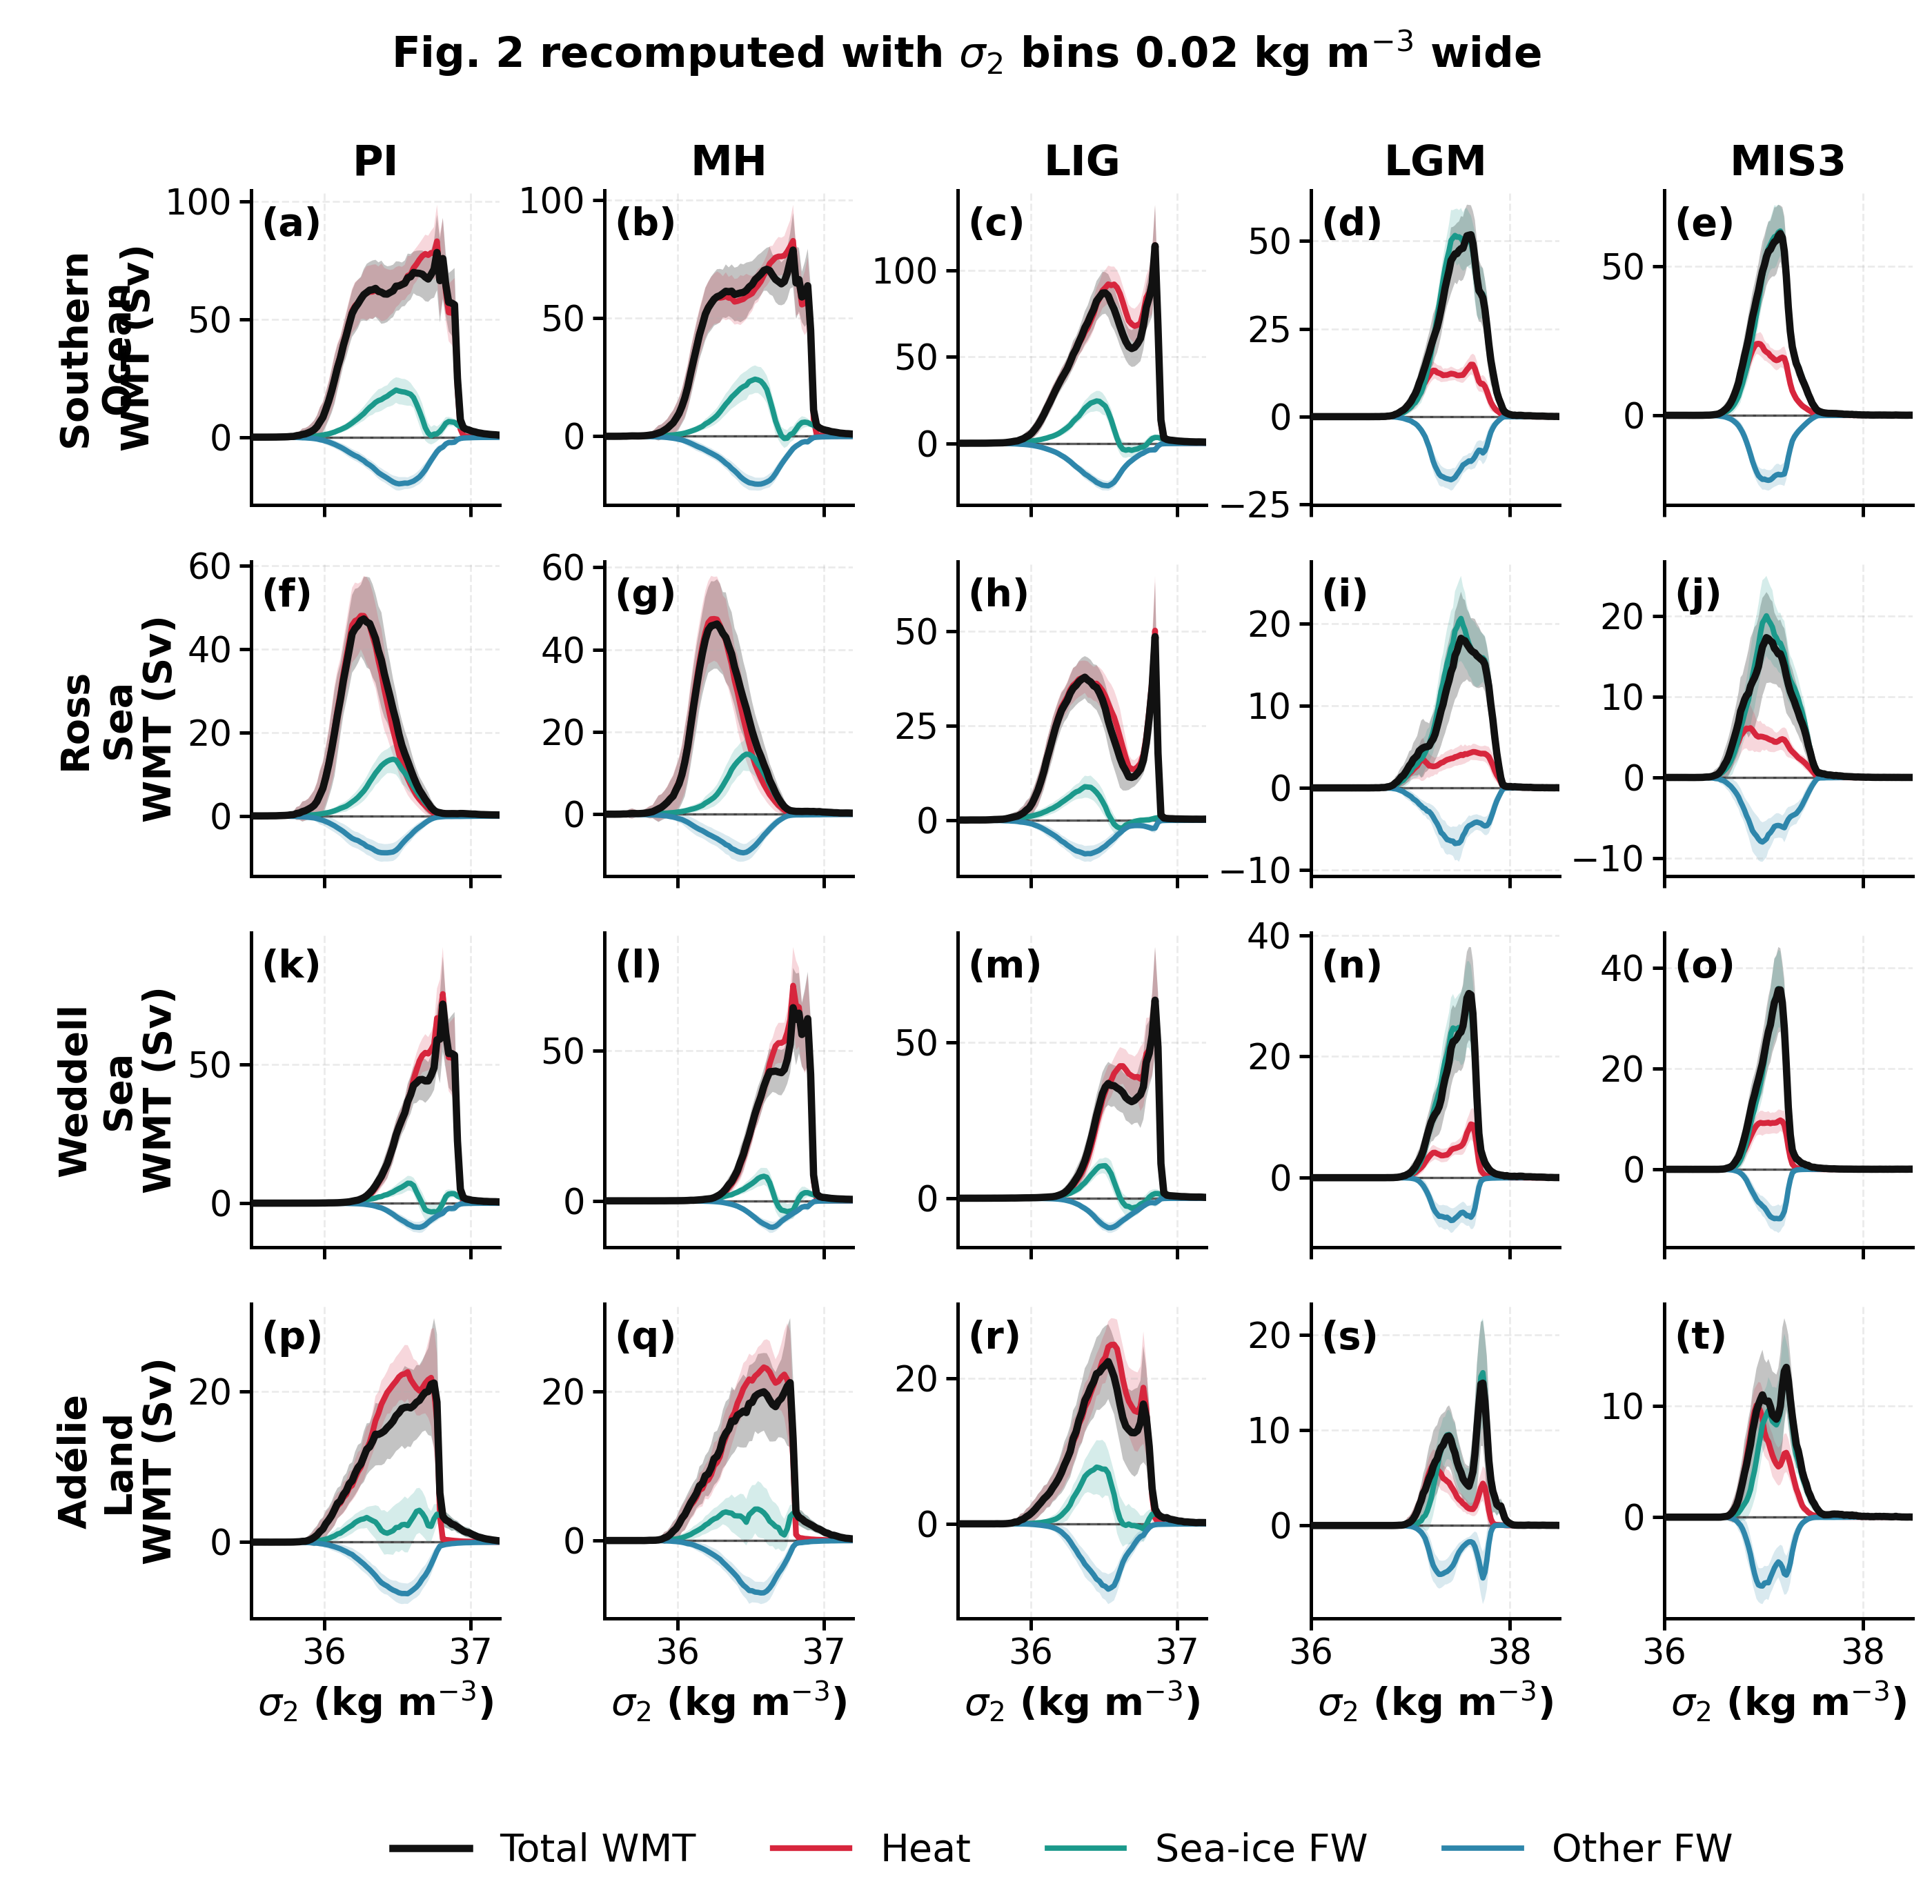 Fig. 2 recomputed with σ₂ bins 0.02 kg m⁻³ wide
PI MH LIG LGM MIS3
Southern
Ocean
WMT (Sv)
(a) (b) (c) (d) (e)
100
50
0
100
50
0
100
50
0
50
25
0
−25
50
0
Ross
Sea
WMT (Sv)
(f) (g) (h) (i) (j)
60
40
20
0
60
40
20
0
50
25
0
20
10
0
−10
20
10
0
−10
Weddell
Sea
WMT (Sv)
(k) (l) (m) (n) (o)
50
0
50
0
50
0
40
20
0
40
20
0
Adélie
Land
WMT (Sv)
(p) (q) (r) (s) (t)
20
0
20
0
20
0
20
10
0
10
0
36 37 36 37 36 37 36 38 36 38
σ₂ (kg m⁻³) σ₂ (kg m⁻³) σ₂ (kg m⁻³) σ₂ (kg m⁻³) σ₂ (kg m⁻³)
Total WMT Heat Sea-ice FW Other FW